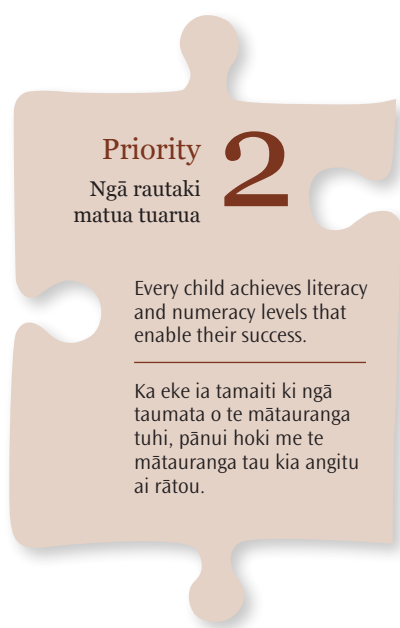 Priority 2
Ngā rautaki
matua tuarua
Every child achieves literacy
and numeracy levels that
enable their success.
Ka eke ia tamaiti ki ngā
taumata o te mātauranga
tuhi, pānui hoki me te
mātauranga tau kia angitu
ai rātou.